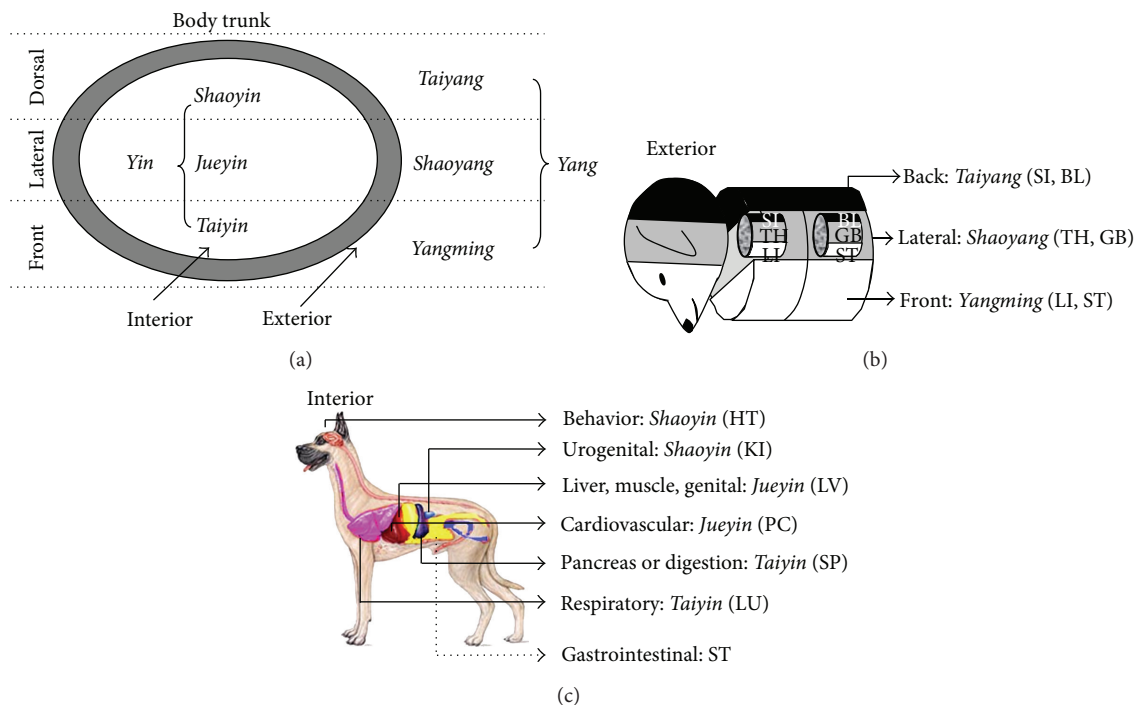 Body trunk
Dorsal
Lateral
Front
Shaoyin
Yin
Jueyin
Taiyin
Taiyang
Shaoyang
Yang
Yangming
Interior
Exterior
(a)
Exterior
SI
TH
LI
BL
GB
ST
Back: Taiyang (SI, BL)
Lateral: Shaoyang (TH, GB)
Front: Yangming (LI, ST)
(b)
Interior
Behavior: Shaoyin (HT)
Urogenital: Shaoyin (KI)
Liver, muscle, genital: Jueyin (LV)
Cardiovascular: Jueyin (PC)
Pancreas or digestion: Taiyin (SP)
Respiratory: Taiyin (LU)
Gastrointestinal: ST
(c)